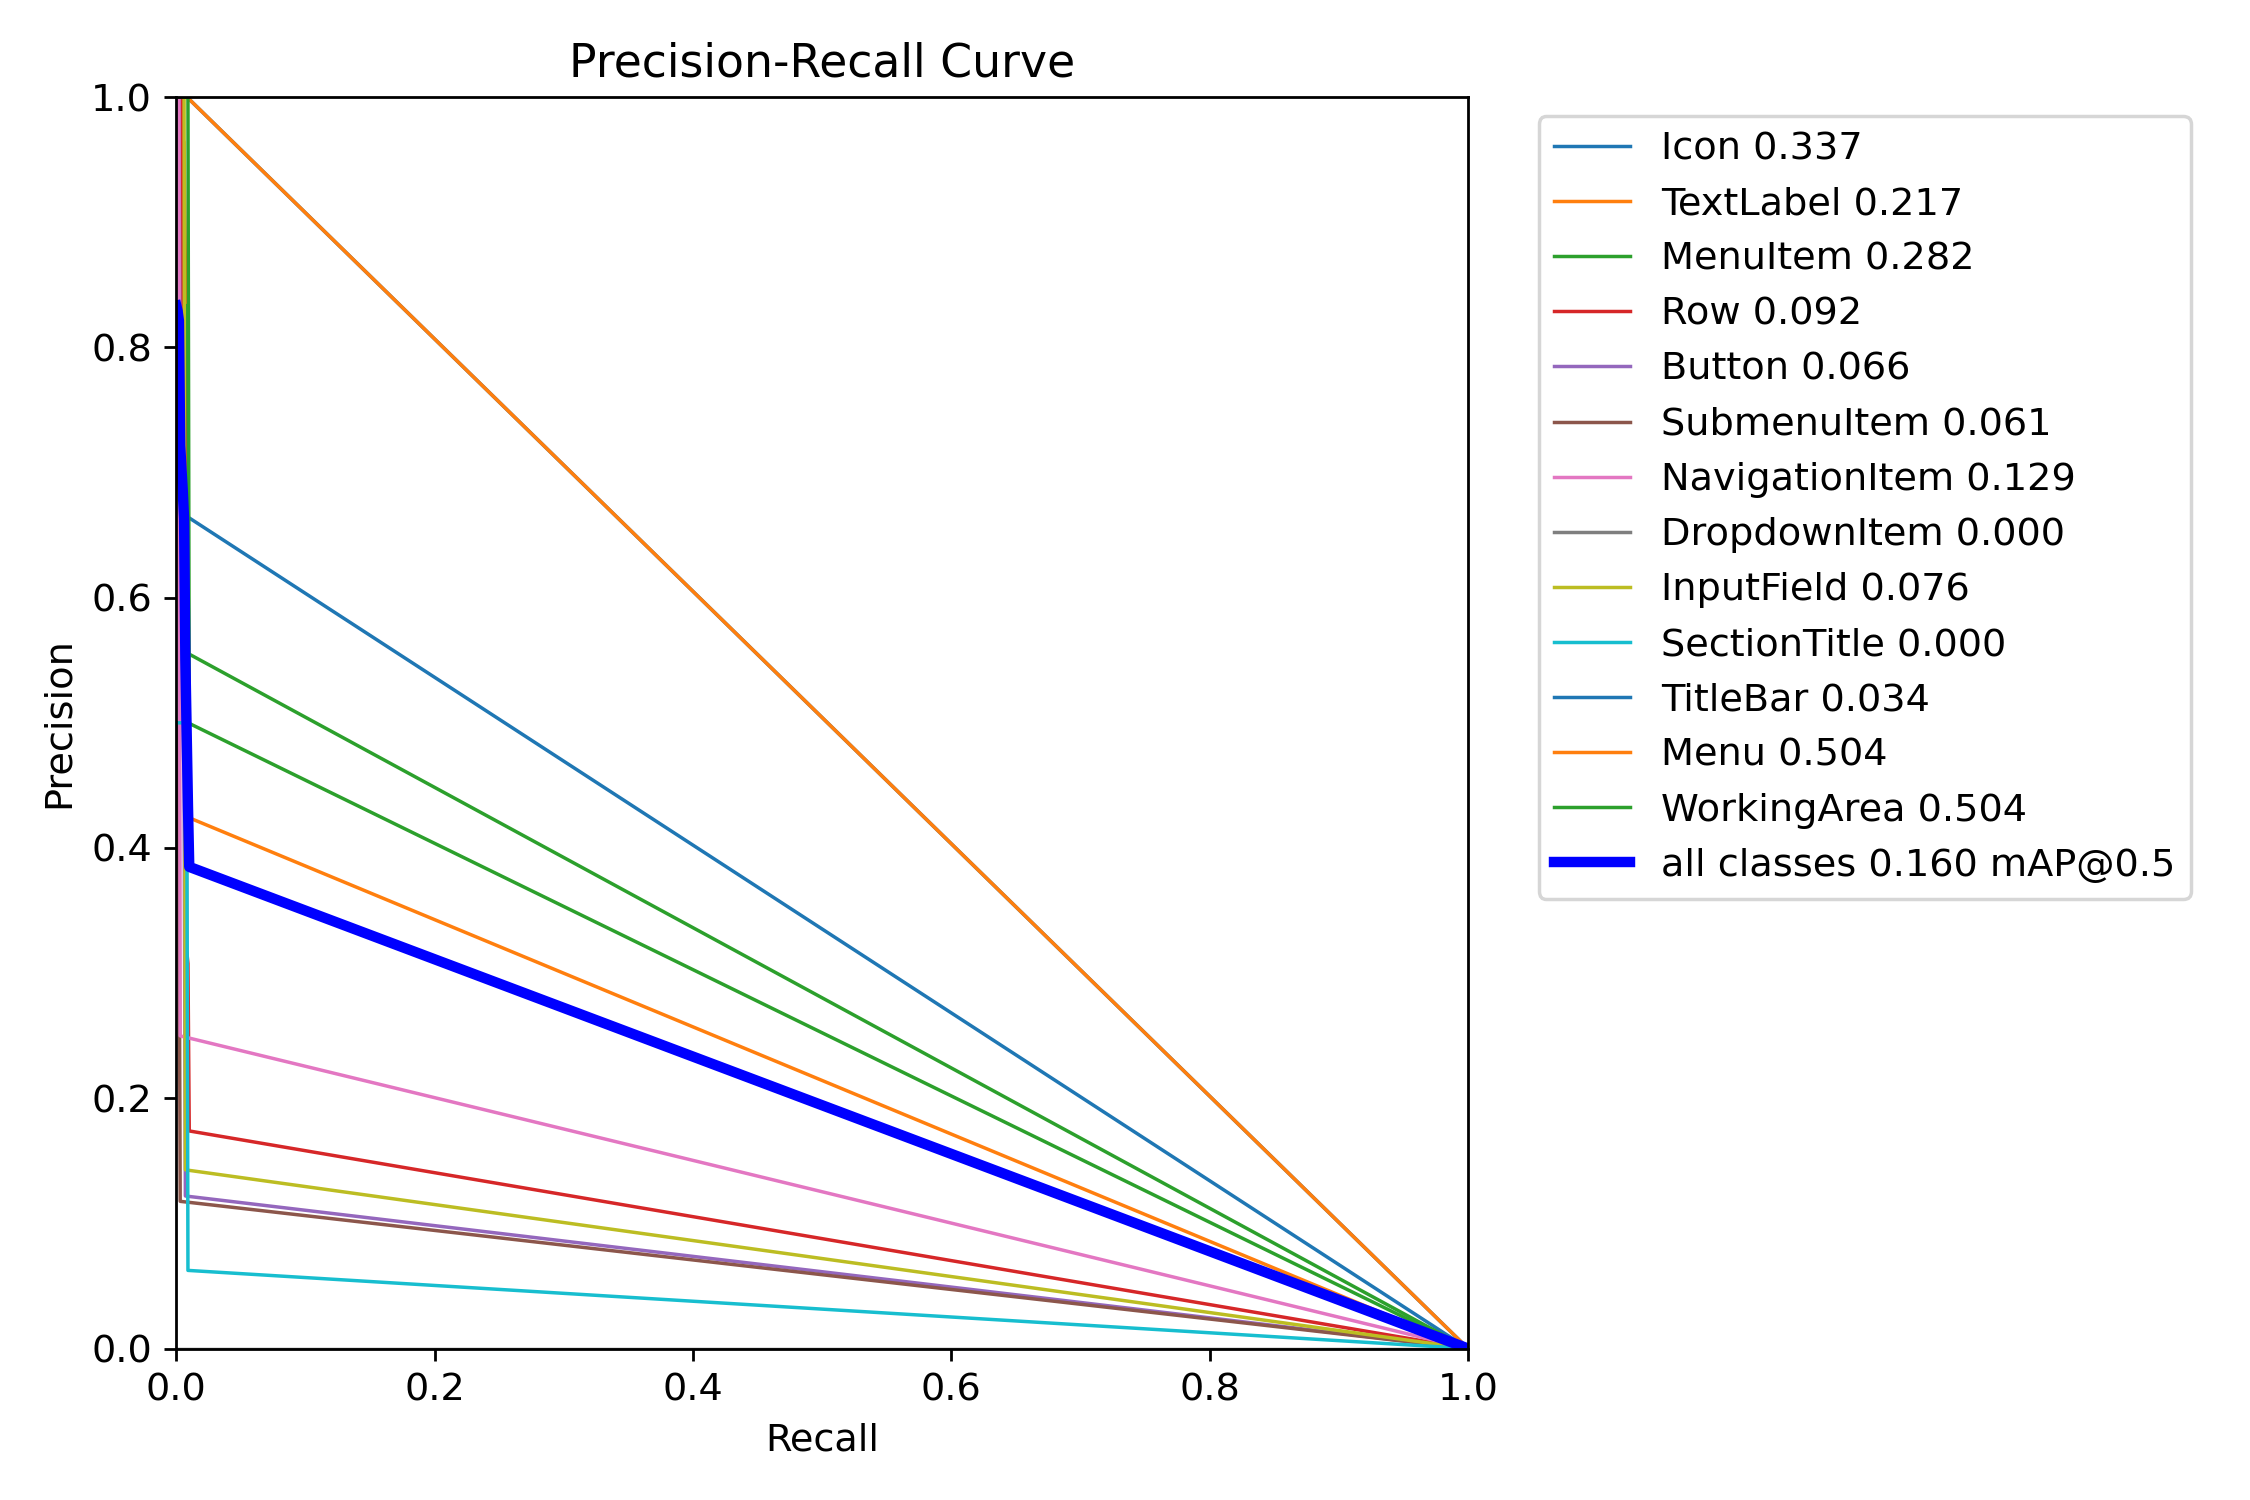 Precision-Recall Curve
1.0
0.8
0.6
0.4
0.2
0.0
Precision
0.0 0.2 0.4 0.6 0.8 1.0
Recall
Icon 0.337
TextLabel 0.217
MenuItem 0.282
Row 0.092
Button 0.066
SubmenuItem 0.061
NavigationItem 0.129
DropdownItem 0.000
InputField 0.076
SectionTitle 0.000
TitleBar 0.034
Menu 0.504
WorkingArea 0.504
all classes 0.160 mAP@0.5